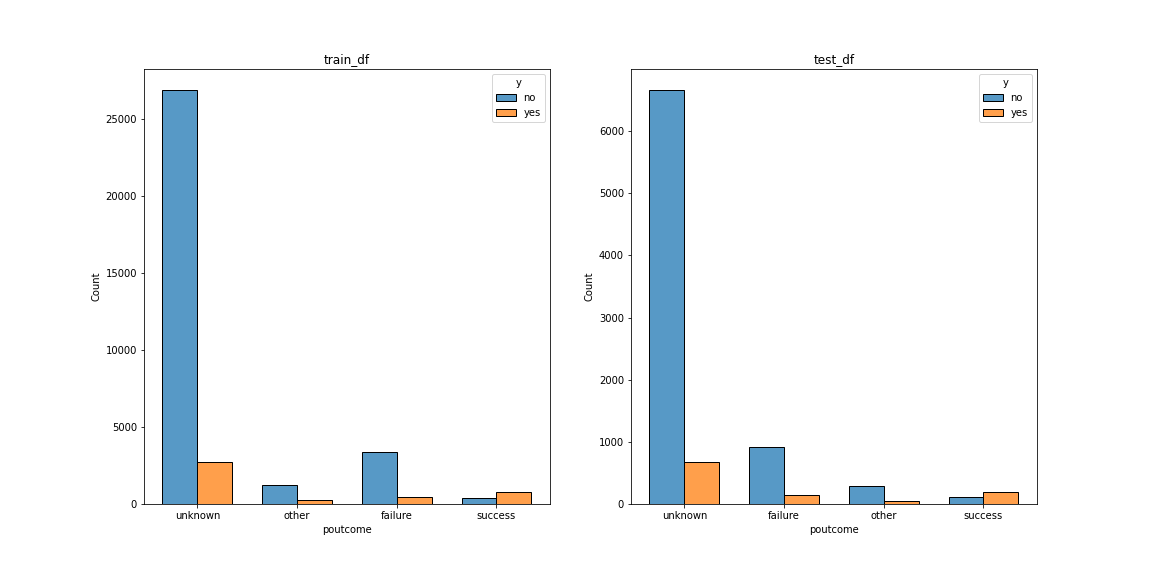 train_df
y
no
yes
25000
20000
15000
10000
5000
0
Count
unknown
other
failure
success
poutcome
test_df
y
no
yes
6000
5000
4000
3000
2000
1000
0
Count
unknown
failure
other
success
poutcome